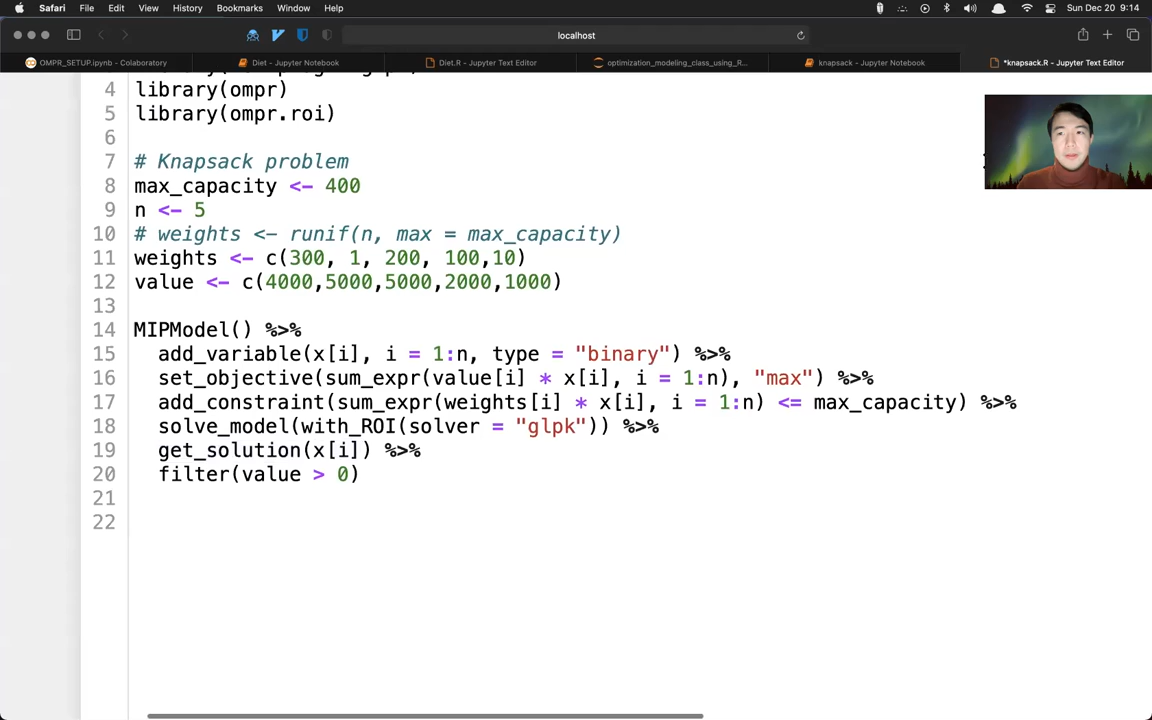 Safari File Edit View History Bookmarks Window Help Sun Dec 20 9:14
localhost
OMPR_SETUP.ipynb - Colaboratory Diet - Jupyter Notebook Diet.R - Jupyter Text Editor optimization_modeling_class_using_R... knapsack - Jupyter Notebook *knapsack.R - Jupyter Text Editor
4 library(ompr)
5 library(ompr.roi)
6
7 # Knapsack problem
8 max_capacity <- 400
9 n <- 5
10 # weights <- runif(n, max = max_capacity)
11 weights <- c(300, 1, 200, 100,10)
12 value <- c(4000,5000,5000,2000,1000)
13
14 MIPModel() %>%
15 add_variable(x[i], i = 1:n, type = "binary") %>%
16 set_objective(sum_expr(value[i] * x[i], i = 1:n), "max") %>%
17 add_constraint(sum_expr(weights[i] * x[i], i = 1:n) <= max_capacity) %>%
18 solve_model(with_ROI(solver = "glpk")) %>%
19 get_solution(x[i]) %>%
20 filter(value > 0)
21
22